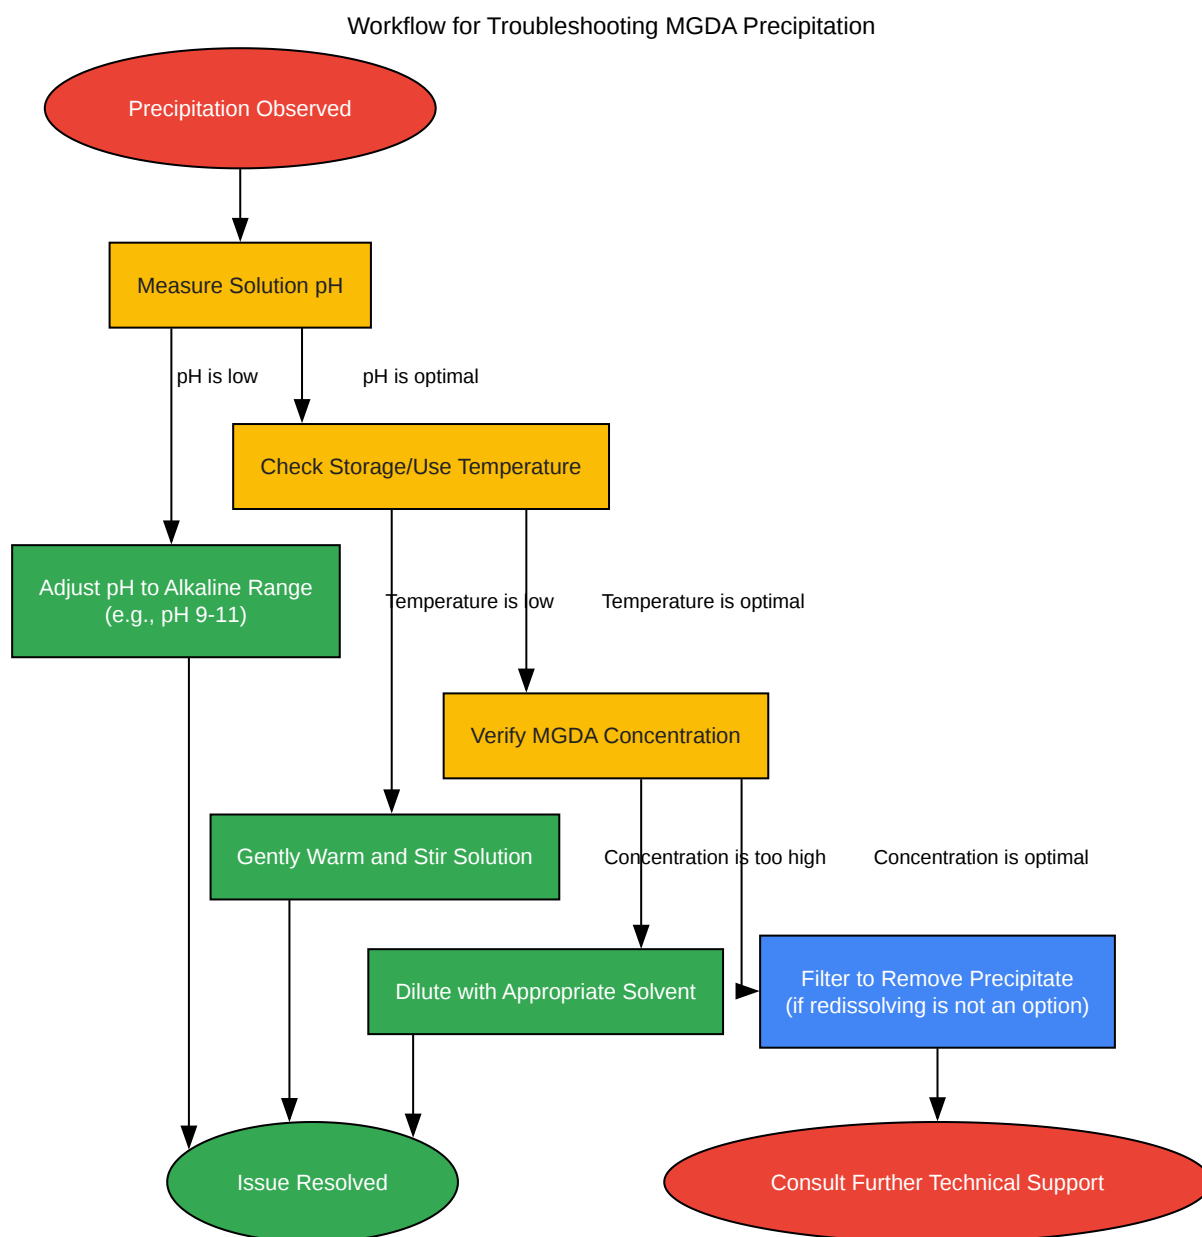 Workflow for Troubleshooting MGDA Precipitation
Precipitation Observed
Measure Solution pH
pH is low
pH is optimal
Check Storage/Use Temperature
Adjust pH to Alkaline Range
(e.g., pH 9-11)
Temperature is low
Temperature is optimal
Verify MGDA Concentration
Gently Warm and Stir Solution
Concentration is too high
Concentration is optimal
Dilute with Appropriate Solvent
Filter to Remove Precipitate
(if redissolving is not an option)
Issue Resolved
Consult Further Technical Support